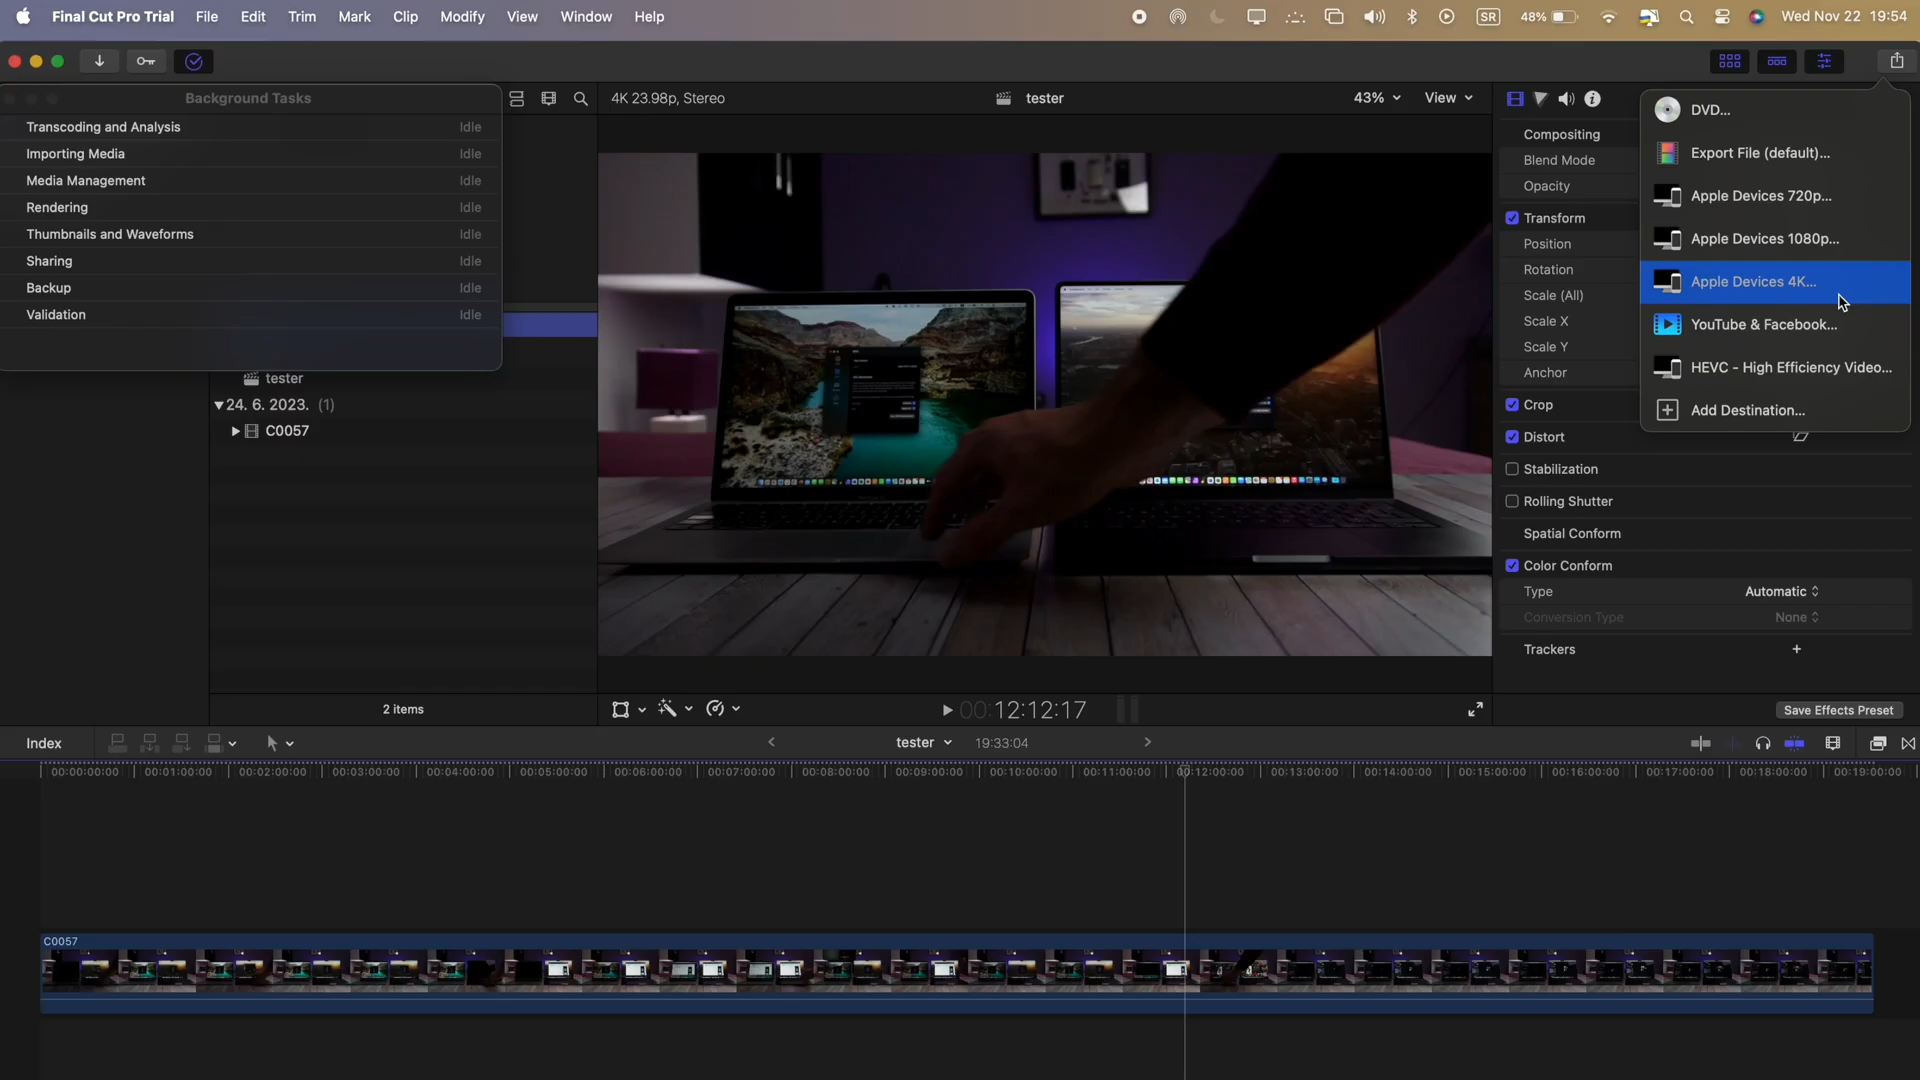 Final Cut Pro Trial File Edit Trim Mark Clip Modify View Window Help SR 48% Wed Nov 22 19:54
Background Tasks
Transcoding and Analysis Idle
Importing Media Idle
Media Management Idle
Rendering Idle
Thumbnails and Waveforms Idle
Sharing Idle
Backup Idle
Validation Idle
tester
24. 6. 2023. (1)
C0057
2 items
4K 23.98p, Stereo tester 43% View
00:12:12:17
Compositing
Blend Mode
Opacity
Transform
Position
Rotation
Scale (All)
Scale X
Scale Y
Anchor
Crop
Distort
Stabilization
Rolling Shutter
Spatial Conform
Color Conform
Type Automatic
Conversion Type None
Trackers +
Save Effects Preset
DVD...
Export File (default)...
Apple Devices 720p...
Apple Devices 1080p...
Apple Devices 4K...
YouTube & Facebook...
HEVC - High Efficiency Video...
Add Destination...
Index tester 19:33:04
00:00:00:00 00:01:00:00 00:02:00:00 00:03:00:00 00:04:00:00 00:05:00:00 00:06:00:00 00:07:00:00 00:08:00:00 00:09:00:00 00:10:00:00 00:11:00:00 00:12:00:00 00:13:00:00 00:14:00:00 00:15:00:00 00:16:00:00 00:17:00:00 00:18:00:00 00:19:00:00
C0057